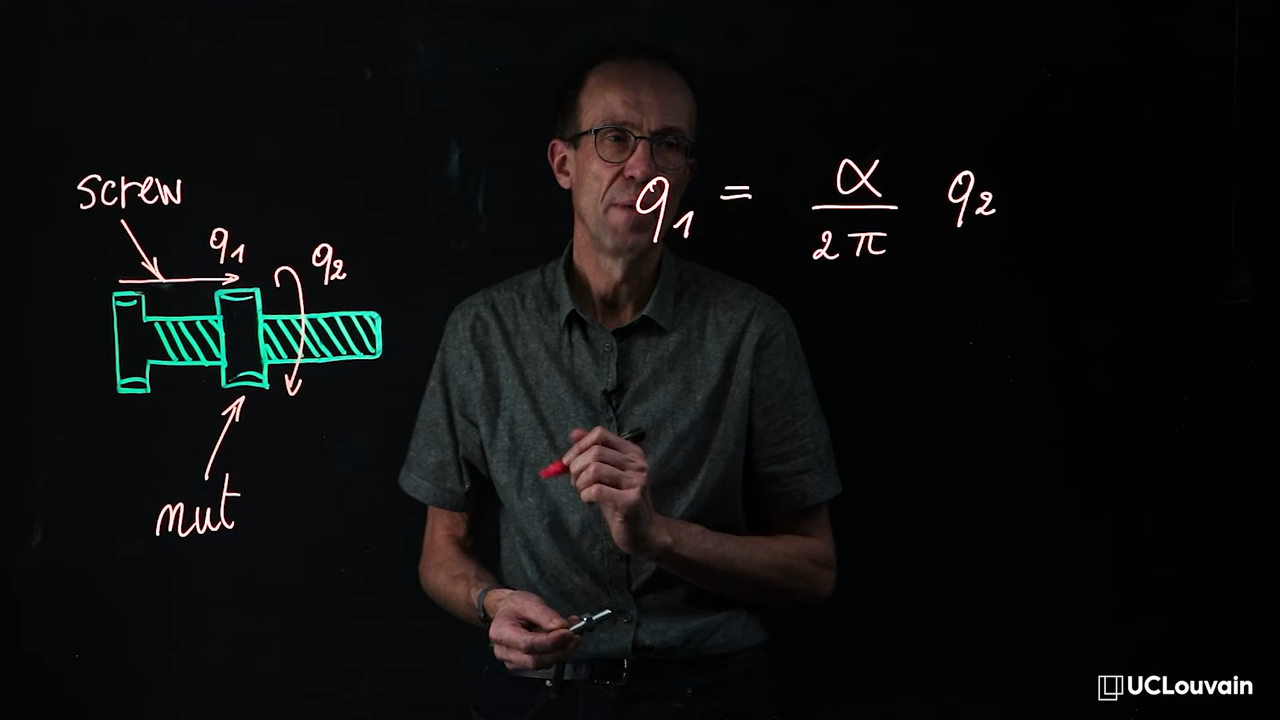 screw
q1
q2
nut
q1 = α/2π q2
UCLouvain